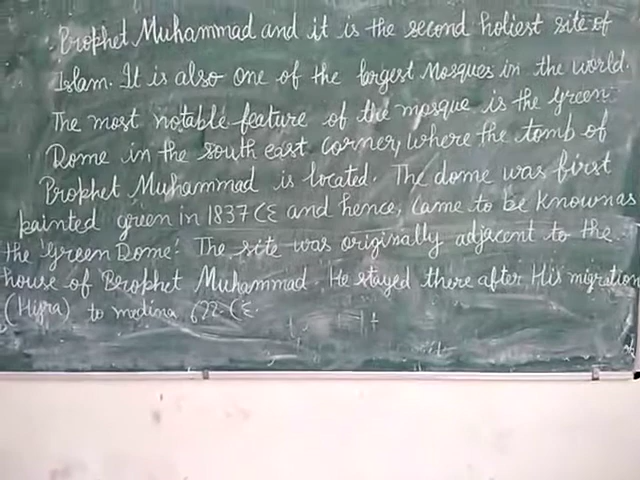 Prophet Muhammad and it is the second holiest site of
Islam. It is also one of the largest Mosques in the world.
The most notable feature of the mosque is the Green
Dome in the south east corner, where the tomb of
Prophet Muhammad is located. The dome was first
painted green in 1837 CE and hence, came to be known as
the 'Green Dome'. The site was originally adjacent to the
house of Prophet Muhammad. He stayed there after His migration
(Hijra) to medina 622 CE.